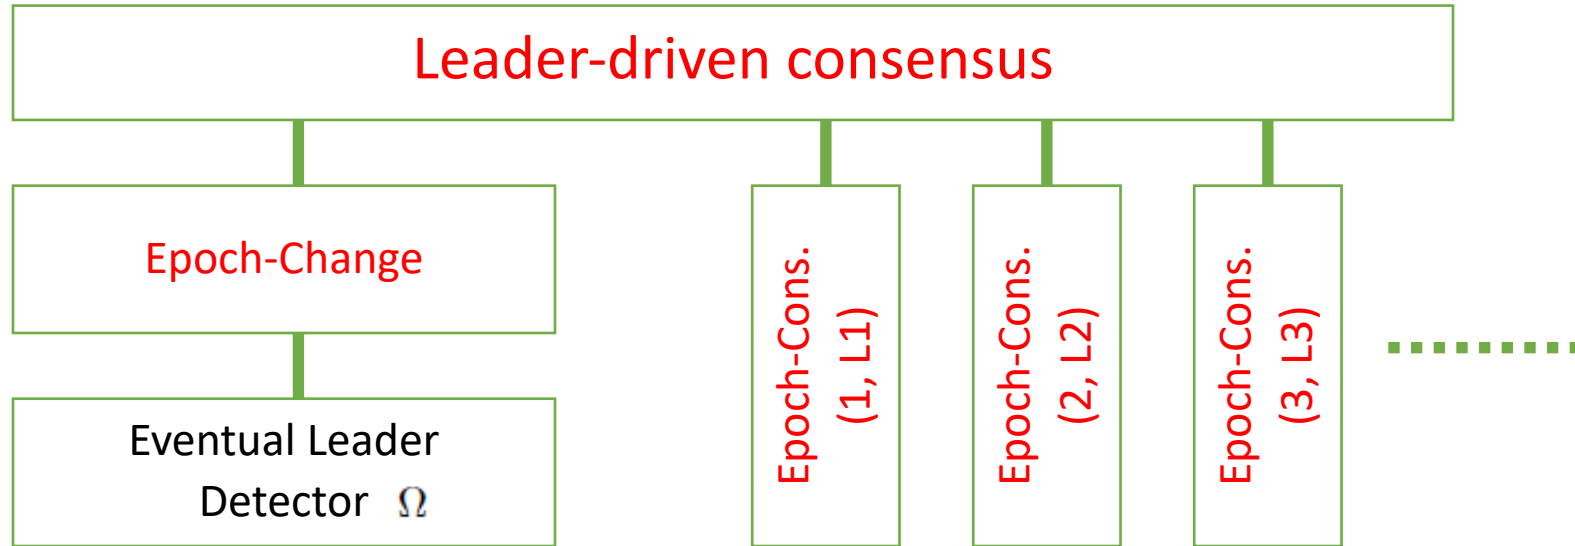 Leader-driven consensus
Epoch-Change
Eventual Leader
Detector Ω
Epoch-Cons.
(1, L1)
Epoch-Cons.
(2, L2)
Epoch-Cons.
(3, L3)